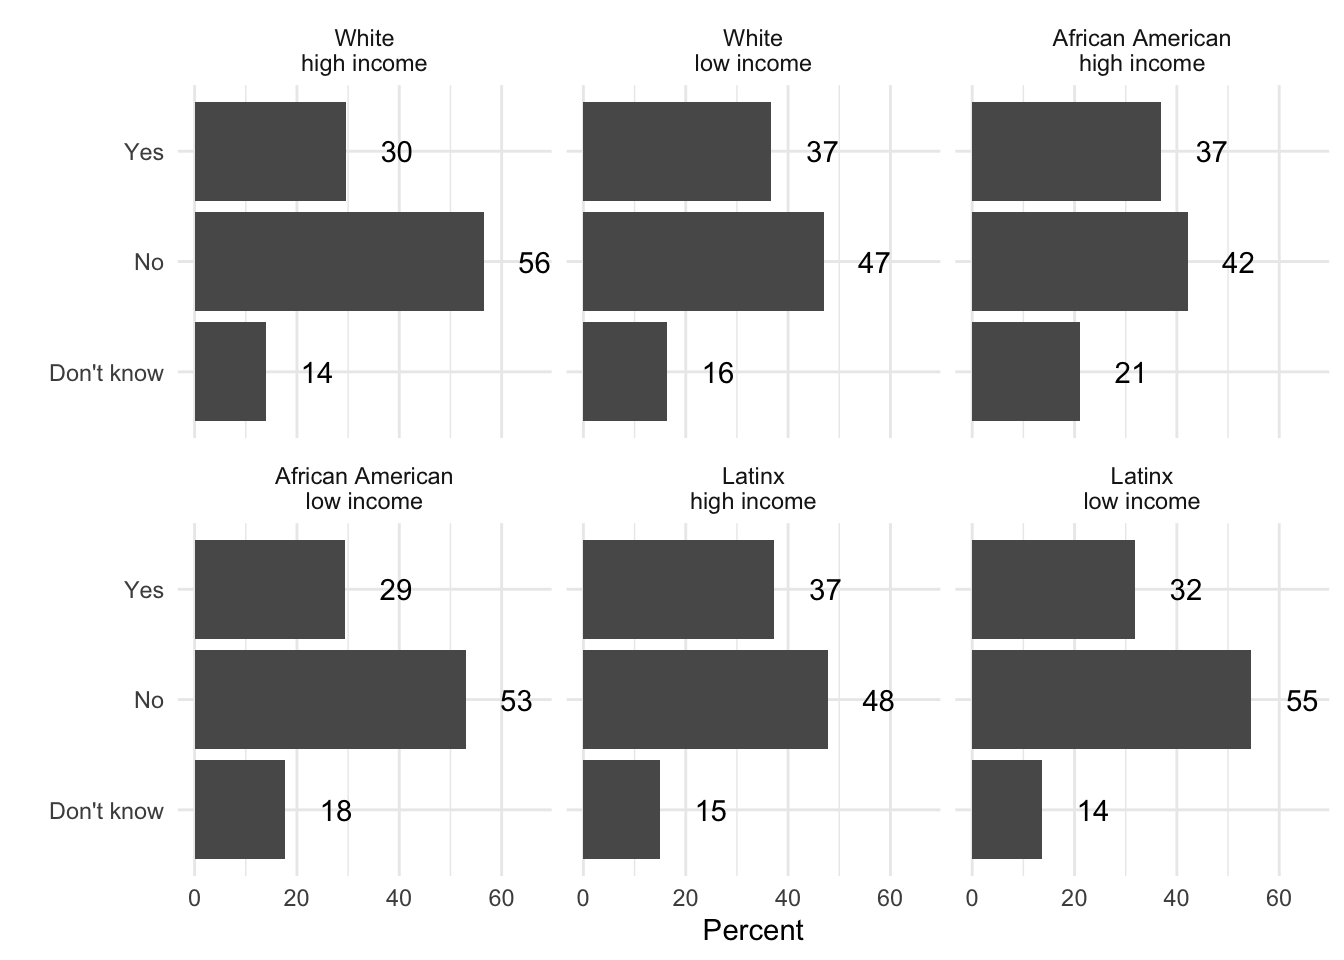 White
high income
White
low income
African American
high income
Yes
30
37
37
No
56
47
42
Don't know
14
16
21
African American
low income
Latinx
high income
Latinx
low income
Yes
29
37
32
No
53
48
55
Don't know
18
15
14
0 20 40 60
0 20 40 60
0 20 40 60
Percent